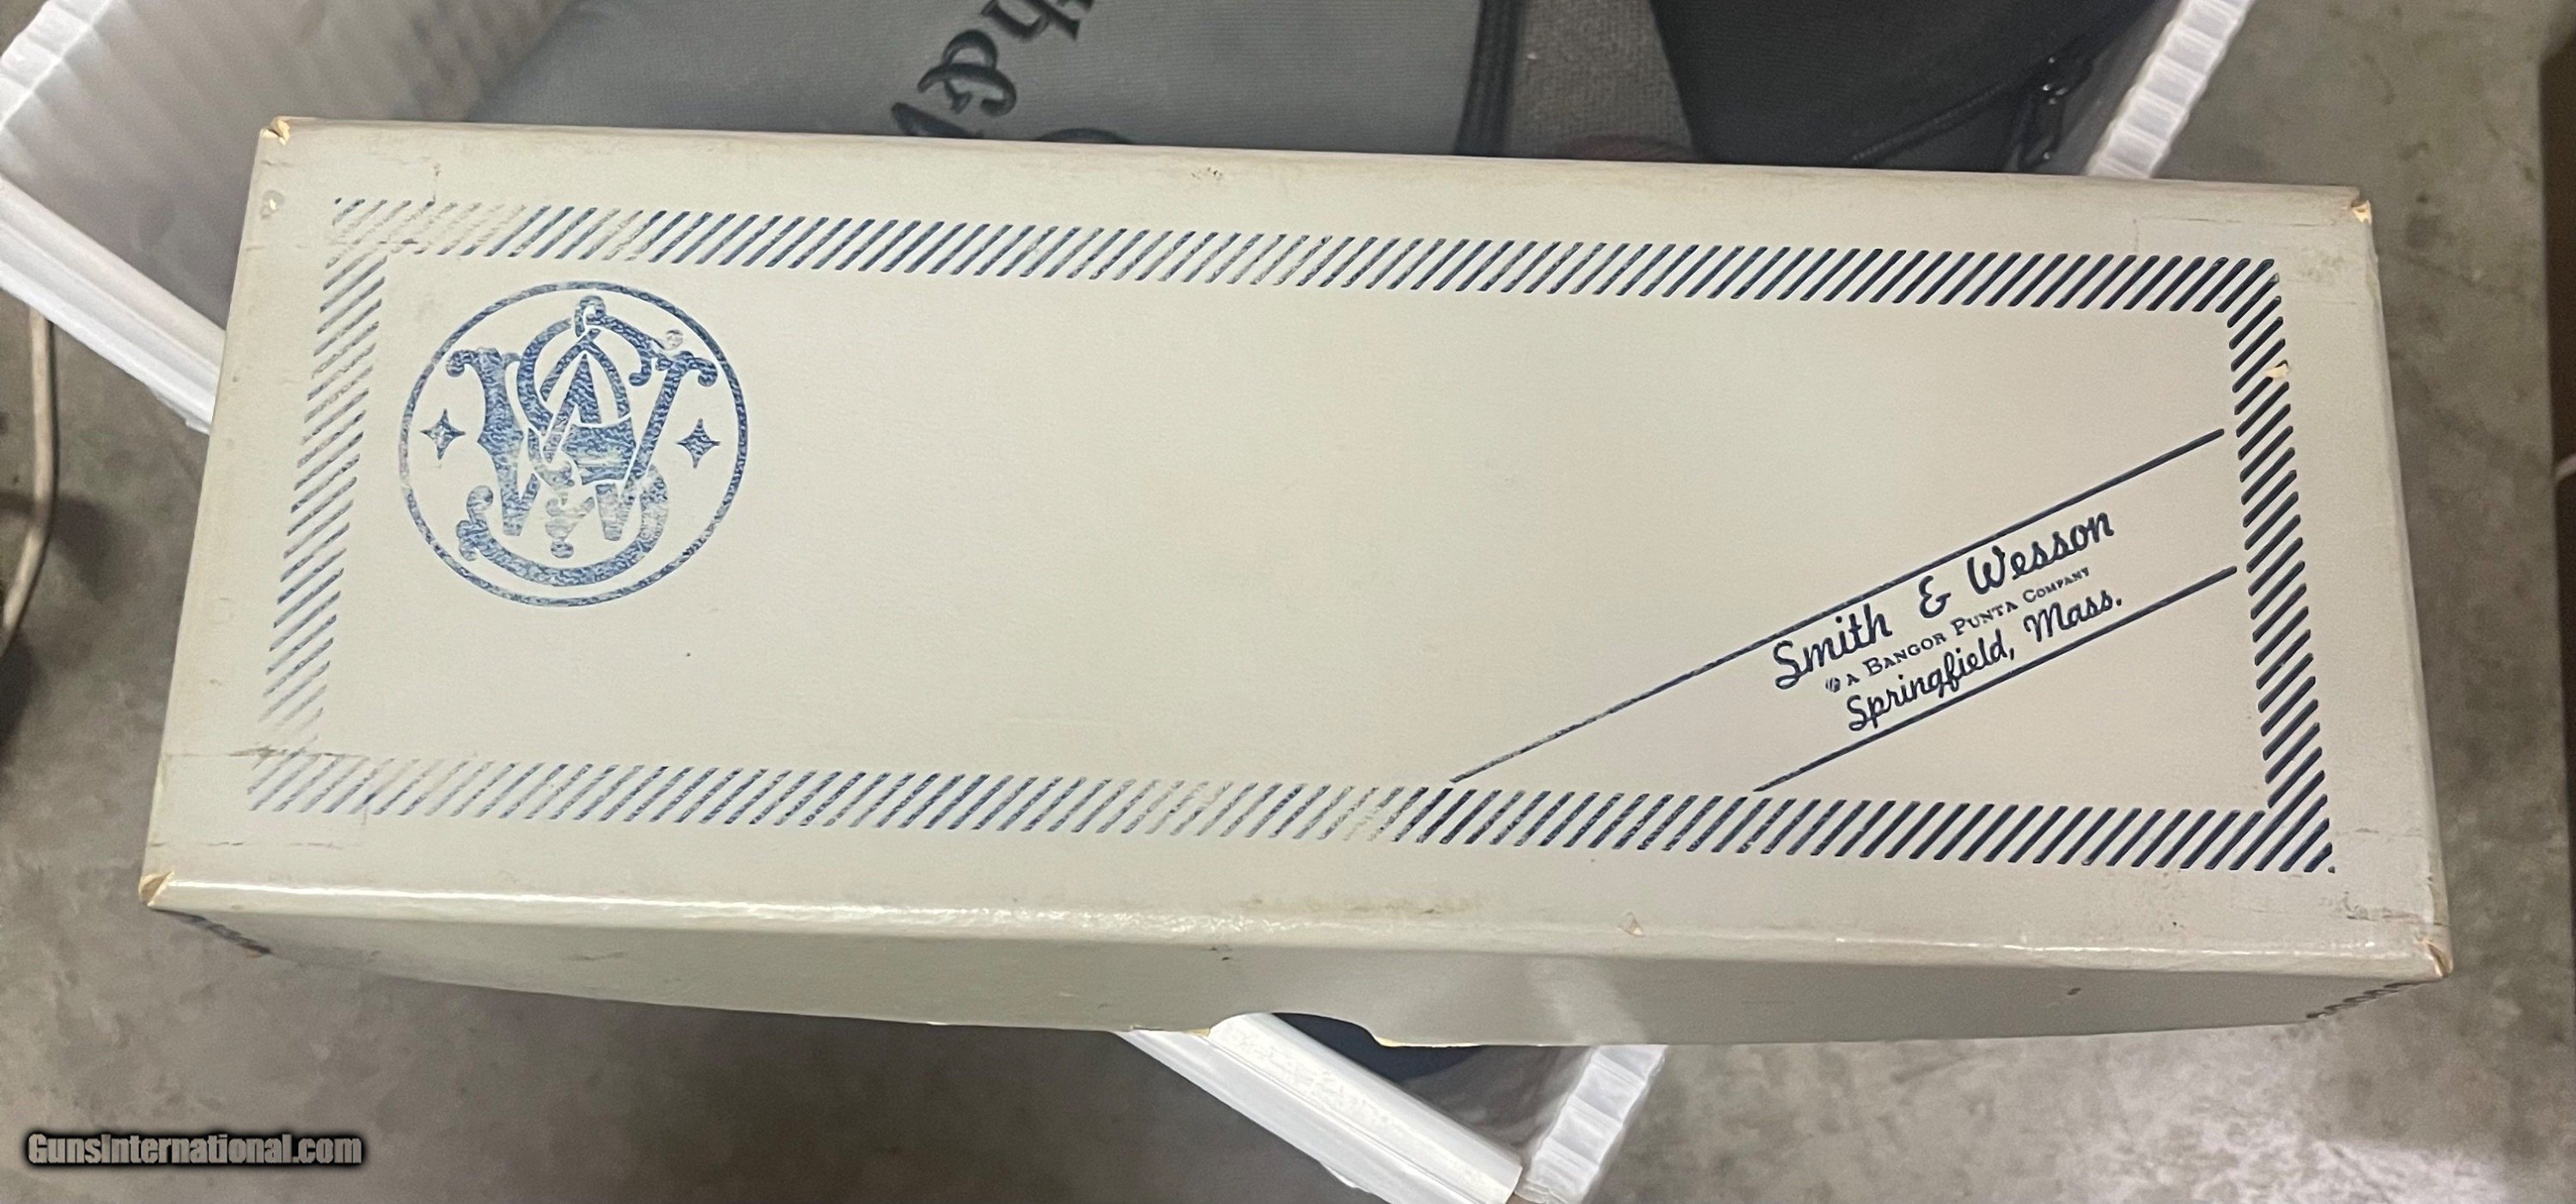 S&W
Smith & Wesson
A BANGOR PUNTA COMPANY
Springfield, Mass.
GunsInternational.com